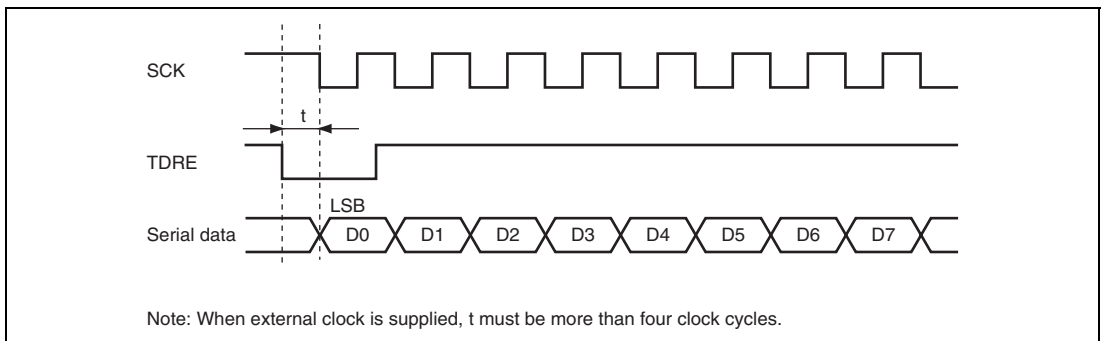 SCK
t
TDRE
LSB
Serial data D0 D1 D2 D3 D4 D5 D6 D7
Note: When external clock is supplied, t must be more than four clock cycles.